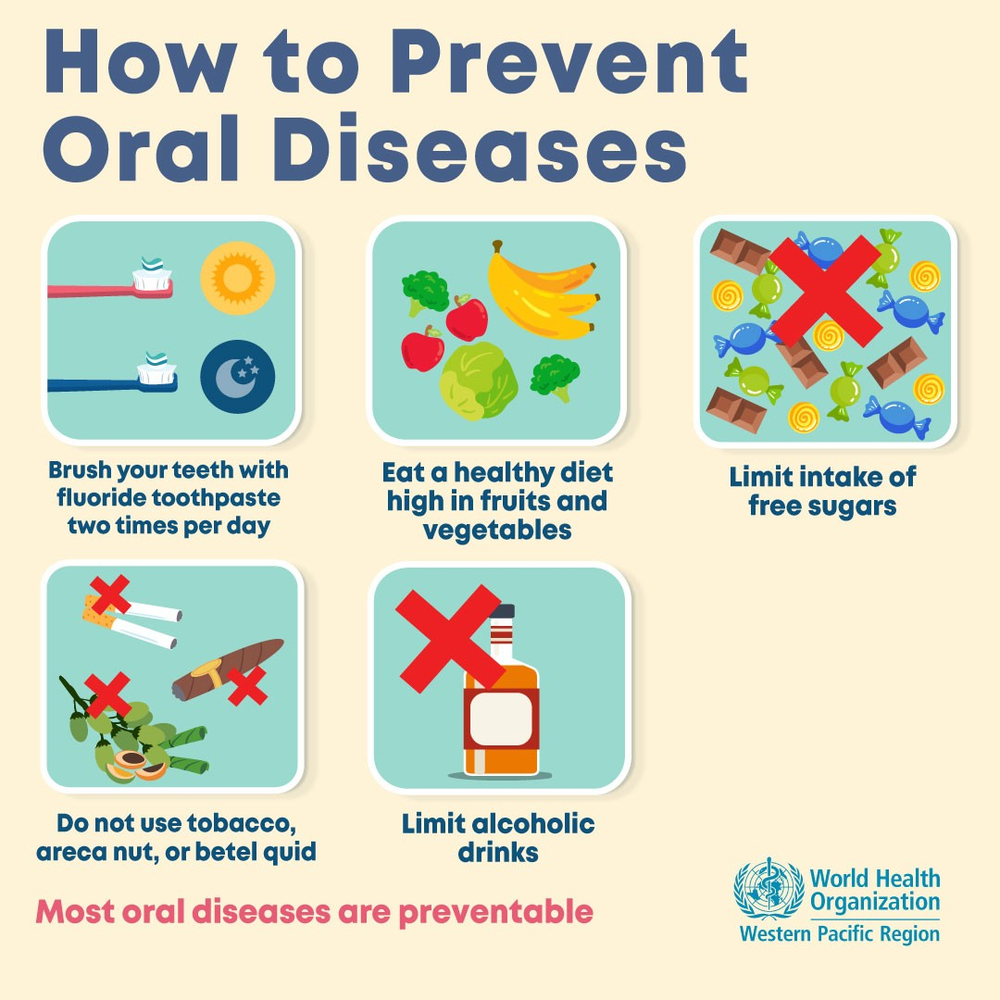 How to Prevent
Oral Diseases
Brush your teeth with
fluoride toothpaste
two times per day
Eat a healthy diet
high in fruits and
vegetables
Limit intake of
free sugars
Do not use tobacco,
areca nut, or betel quid
Limit alcoholic
drinks
Most oral diseases are preventable
World Health
Organization
Western Pacific Region